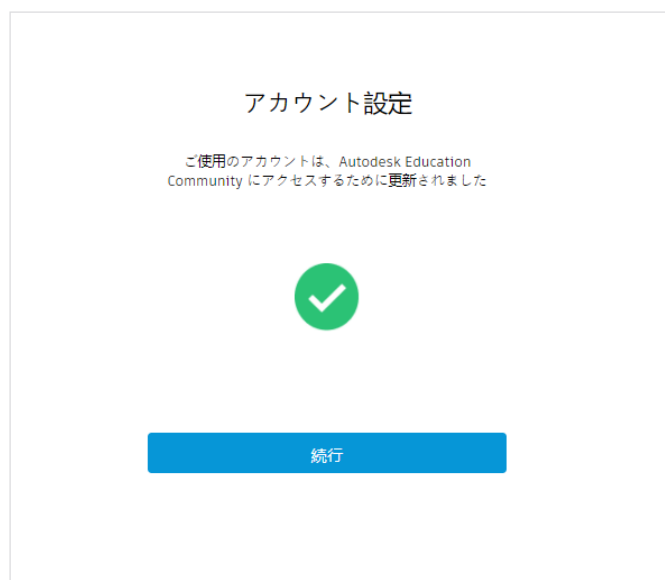 アカウント設定
ご使用のアカウントは、Autodesk Education
Community にアクセスするために更新されました
続行